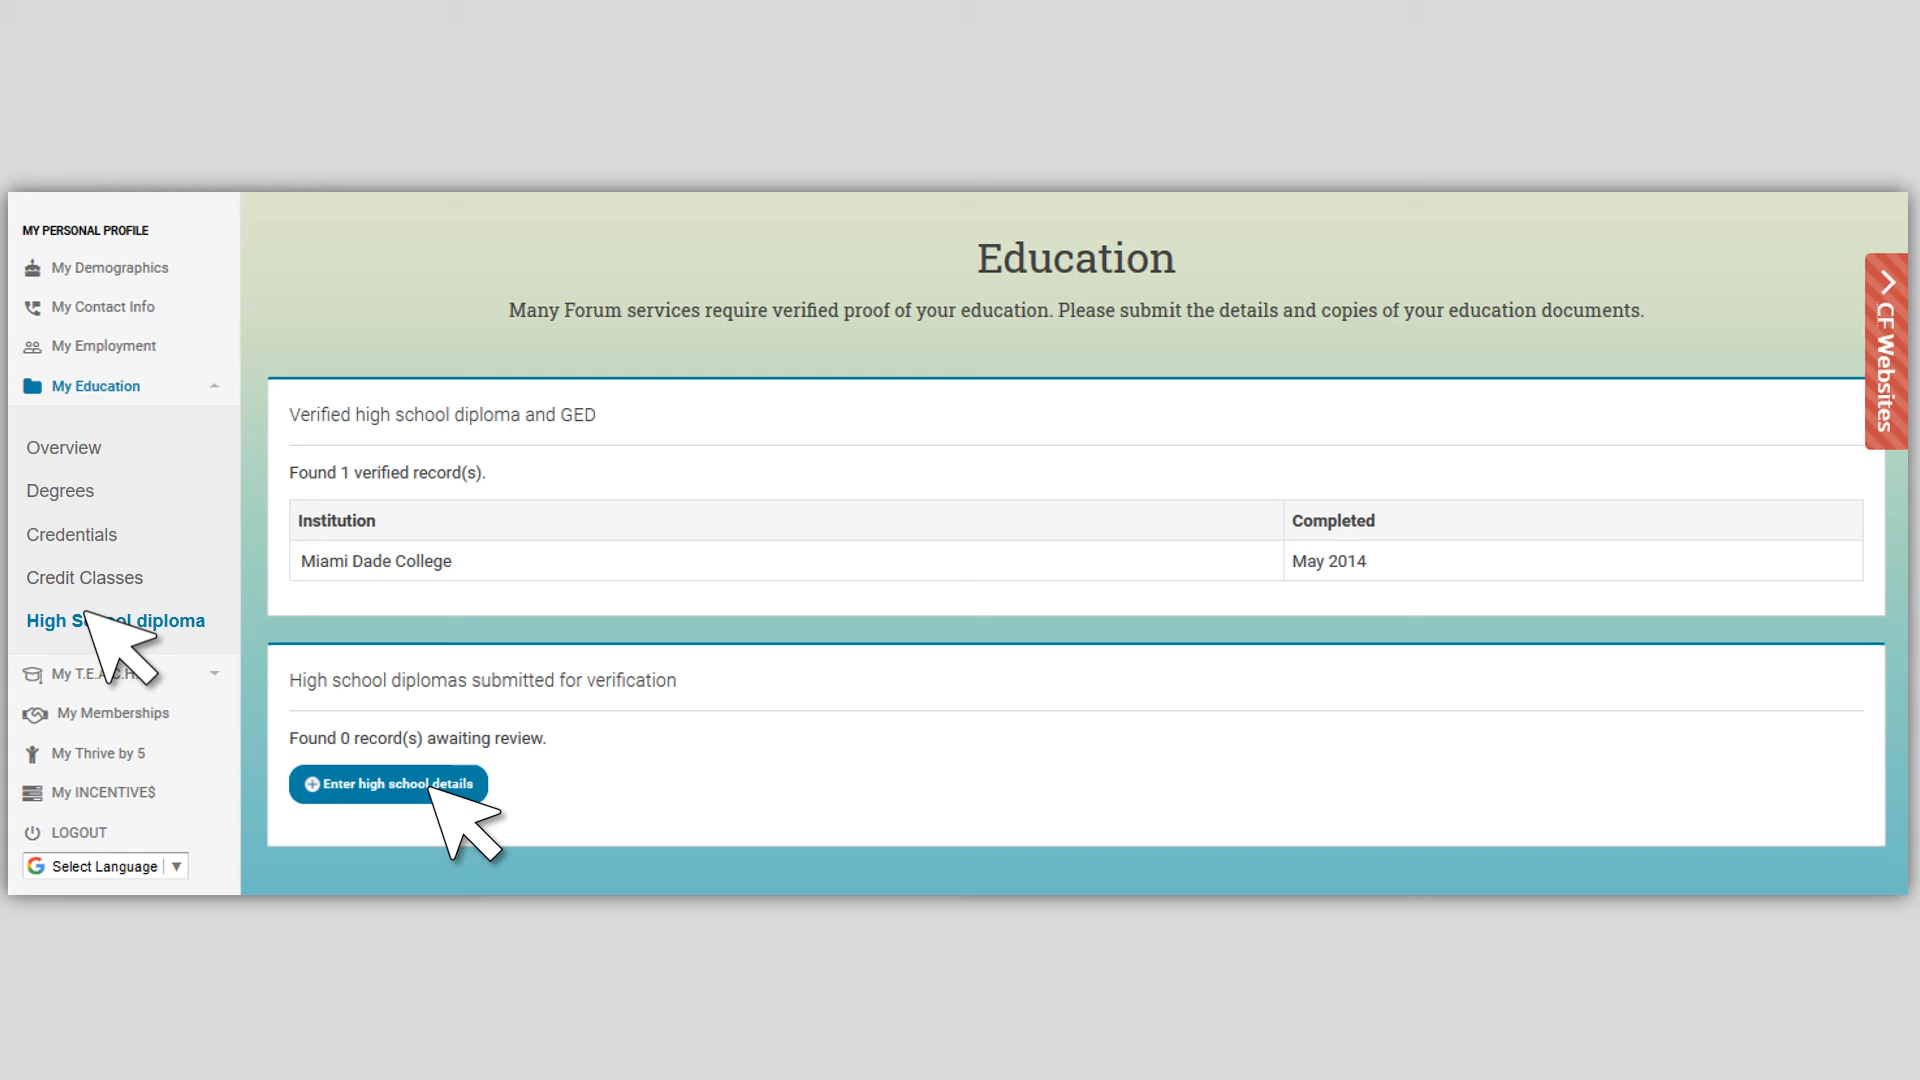 MY PERSONAL PROFILE
My Demographics
My Contact Info
My Employment
My Education
Overview
Degrees
Credentials
Credit Classes
High School diploma
My T.E.A.C.H.
My Memberships
My Thrive by 5
My INCENTIVE$
LOGOUT
Select Language ▼
Education
Many Forum services require verified proof of your education. Please submit the details and copies of your education documents.
CF Websites
Verified high school diploma and GED
Found 1 verified record(s).
Institution Completed
Miami Dade College May 2014
High school diplomas submitted for verification
Found 0 record(s) awaiting review.
Enter high school details